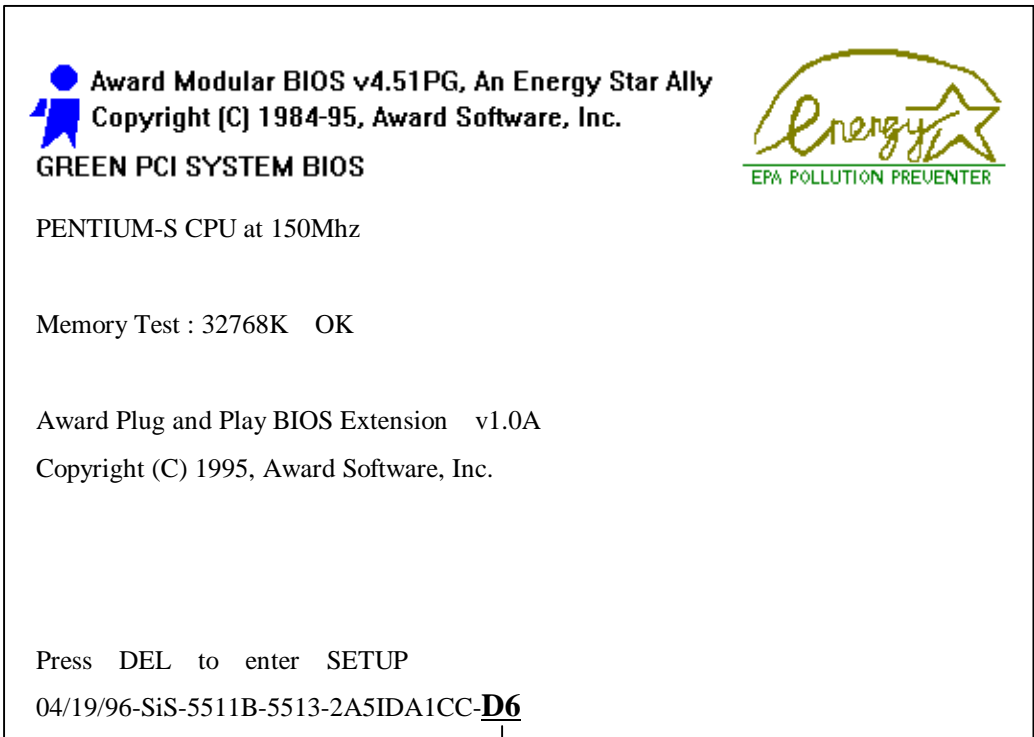 Award Modular BIOS v4.51PG, An Energy Star Ally
Copyright (C) 1984-95, Award Software, Inc.
GREEN PCI SYSTEM BIOS
energy
EPA POLLUTION PREVENTER
PENTIUM-S CPU at 150Mhz
Memory Test : 32768K OK
Award Plug and Play BIOS Extension v1.0A
Copyright (C) 1995, Award Software, Inc.
Press DEL to enter SETUP
04/19/96-SiS-5511B-5513-2A5IDA1CC-D6